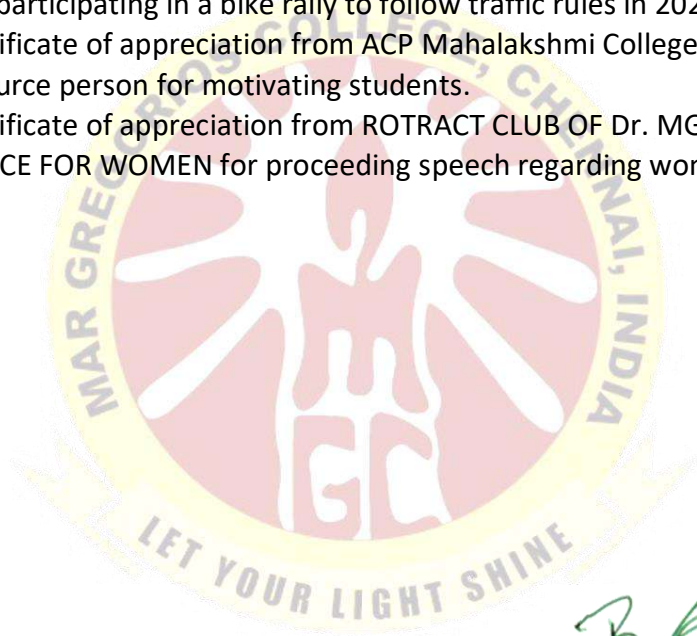 participating in a bike rally to follow traffic rules in 202
ificate of appreciation from ACP Mahalakshmi College
urce person for motivating students.
ificate of appreciation from ROTRACT CLUB OF Dr. MG
CE FOR WOMEN for proceeding speech regarding wor
MAR GREGORIOS COLLEGE, CHENNAI, INDIA
M
GC
LET YOUR LIGHT SHINE